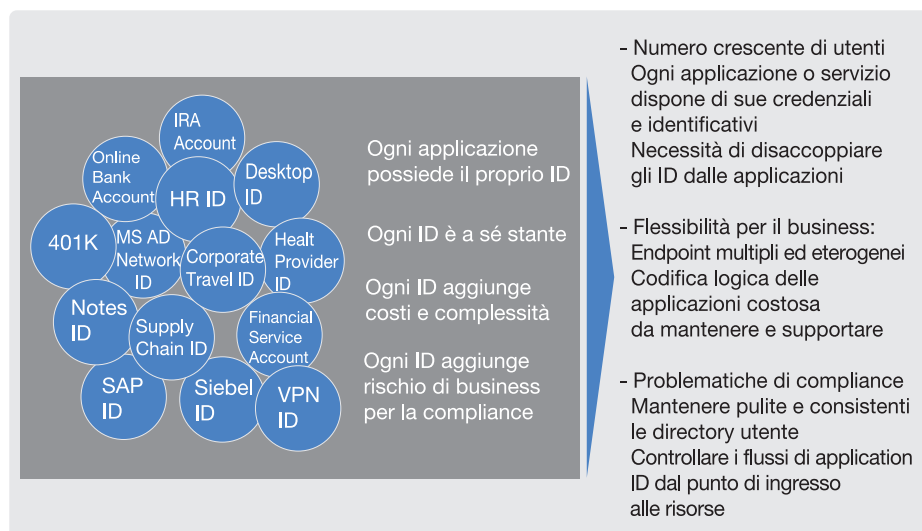 IRA
Account
Online
Bank
Account
Desktop
ID
HR ID
401K
MS AD
Network
ID
Corporate
Travel ID
Healt
Provider
ID
Notes
ID
Supply
Chain ID
Financial
Service
Account
SAP
ID
Siebel
ID
VPN
ID
Ogni applicazione
possiede il proprio ID
Ogni ID è a sé stante
Ogni ID aggiunge
costi e complessità
Ogni ID aggiunge
rischio di business
per la compliance
- Numero crescente di utenti
Ogni applicazione o servizio
dispone di sue credenziali
e identificativi
Necessità di disaccoppiare
gli ID dalle applicazioni
- Flessibilità per il business:
Endpoint multipli ed eterogenei
Codifica logica delle
applicazioni costosa
da mantenere e supportare
- Problematiche di compliance
Mantenere pulite e consistenti
le directory utente
Controllare i flussi di application
ID dal punto di ingresso
alle risorse